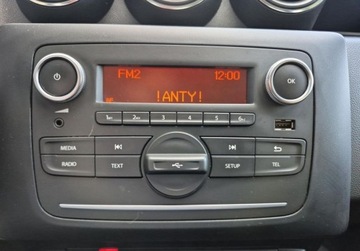 FM2 12:00
!ANTY!
OK
1 2 3 4 5 6
MEDIA
RADIO TEXT SETUP TEL